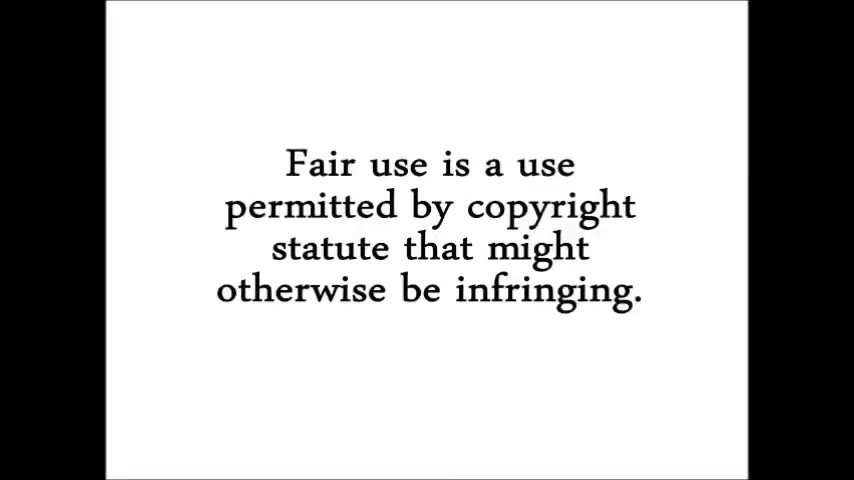 Fair use is a use
permitted by copyright
statute that might
otherwise be infringing.